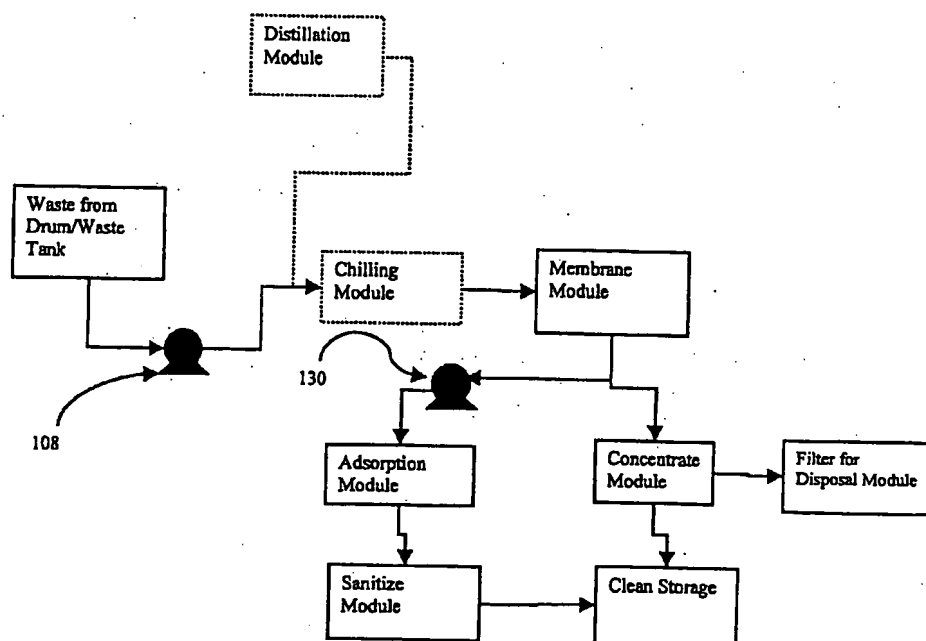 Distillation
Module
Waste from
Drum/Waste
Tank
Chilling
Module
Membrane
Module
130
108
Adsorption
Module
Concentrate
Module
Filter for
Disposal Module
Sanitize
Module
Clean Storage